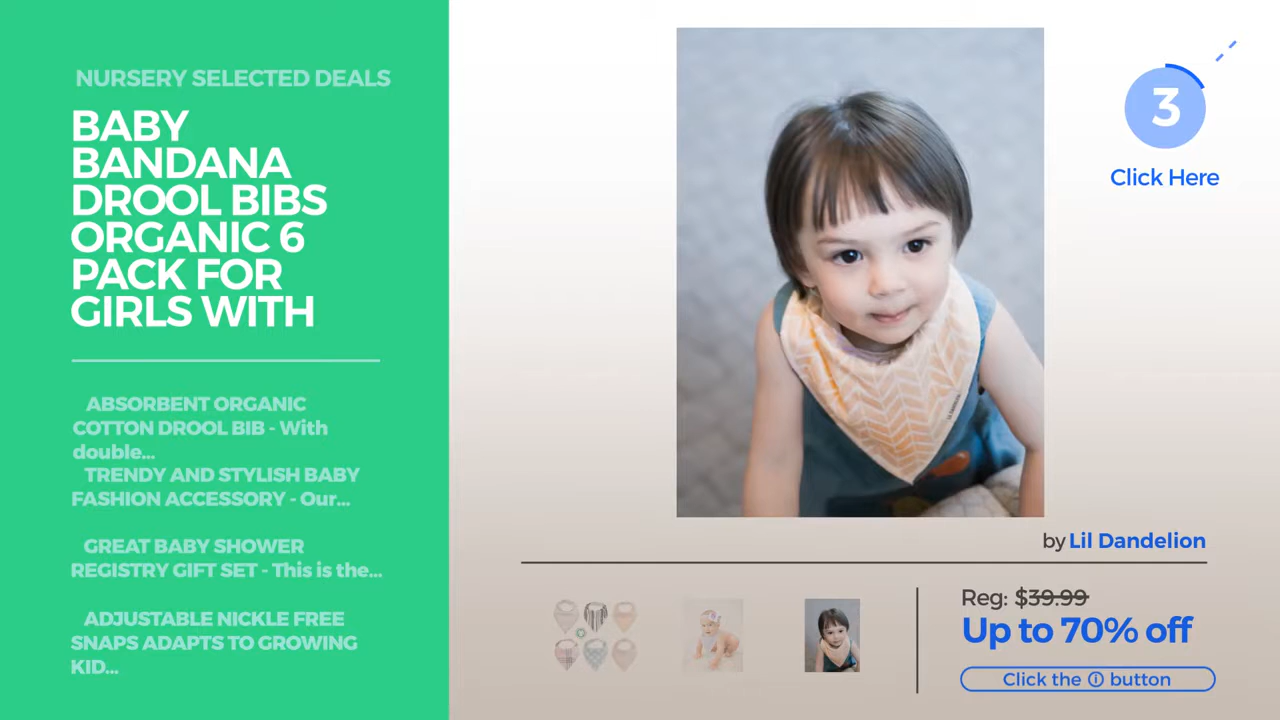 NURSERY SELECTED DEALS
BABY
BANDANA
DROOL BIBS
ORGANIC 6
PACK FOR
GIRLS WITH
ABSORBENT ORGANIC
COTTON DROOL BIB - With
double...
TRENDY AND STYLISH BABY
FASHION ACCESSORY - Our...
GREAT BABY SHOWER
REGISTRY GIFT SET - This is the...
ADJUSTABLE NICKLE FREE
SNAPS ADAPTS TO GROWING
KID...
3
Click Here
LIL DANDELION
by Lil Dandelion
Reg: $39.99
Up to 70% off
Click the ⓘ button